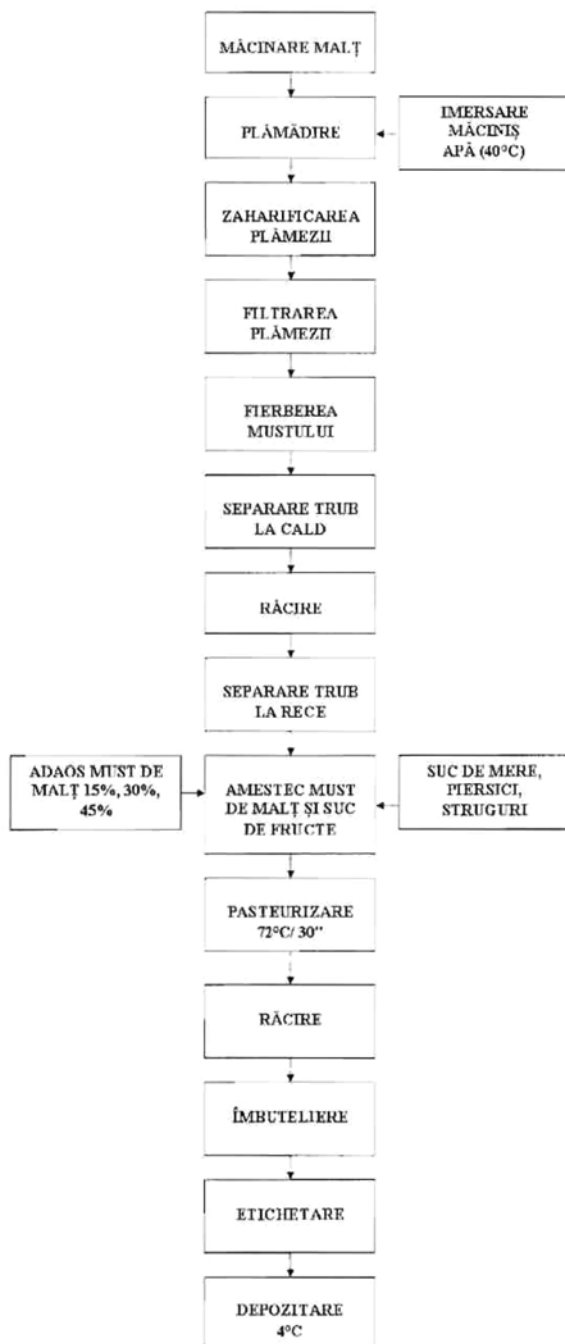 MĂCINARE MALȚ
PLĂMĂDIRE
IMERSARE
MĂCINIȘ
APĂ (40°C)
ZAHARIFICAREA
PLĂMEZII
FILTRAREA
PLĂMEZII
FIERBEREA
MUSTULUI
SEPARARE TRUB
LA CALD
RĂCIRE
SEPARARE TRUB
LA RECE
ADAOS MUST DE
MALȚ 15%, 30%,
45%
AMESTEC MUST
DE MALȚ ȘI SUC
DE FRUCTE
SUC DE MERE,
PIERSICI,
STRUGURI
PASTEURIZARE
72°C/ 30”
RĂCIRE
ÎMBUTELIERE
ETICHETARE
DEPOZITARE
4°C